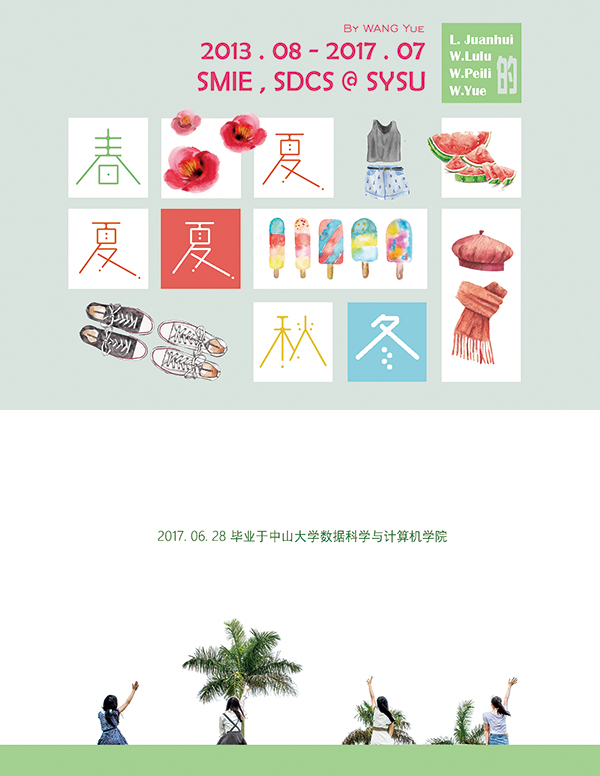 By WANG Yue
2013 . 08 - 2017 . 07
SMIE , SDCS @ SYSU
L. Juanhui
W.Lulu
W.Peili
W.Yue
的
春
夏
夏
夏
秋
冬
2017. 06. 28 毕业于中山大学数据科学与计算机学院